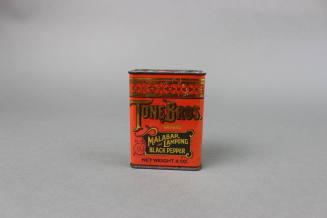 TONE BROS.
MALABAR
LAMPONG
BLACK PEPPER
NET WEIGHT 4 OZ.